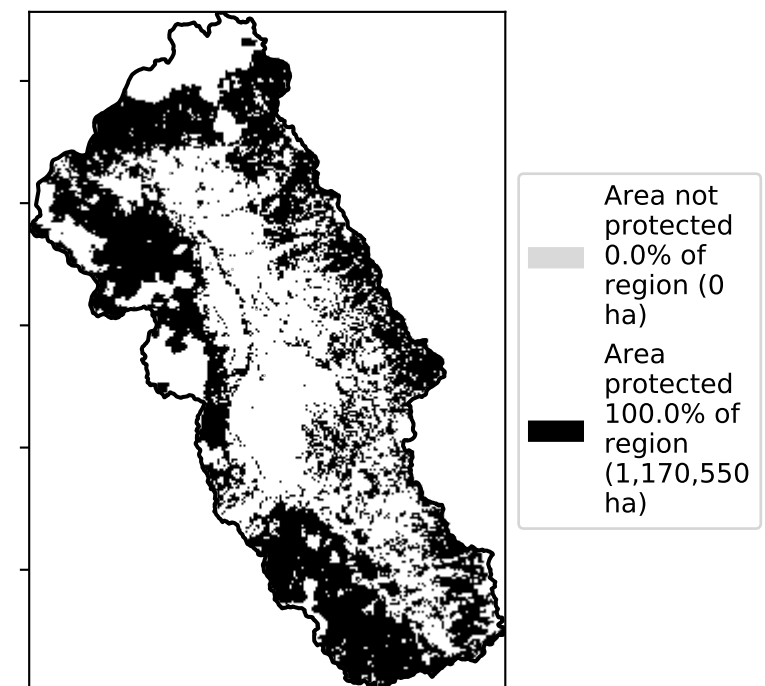 Area not
protected
0.0% of
region (0
ha)
Area
protected
100.0% of
region
(1,170,550
ha)